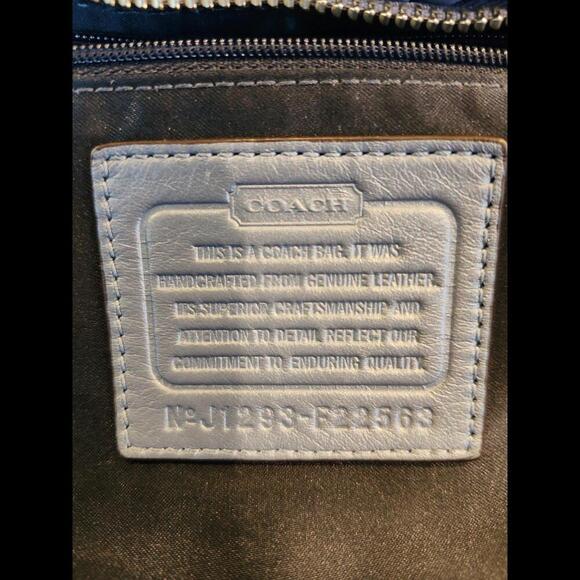 COACH
THIS IS A COACH BAG. IT WAS
HANDCRAFTED FROM GENUINE LEATHER.
ITS SUPERIOR CRAFTSMANSHIP AND
ATTENTION TO DETAIL REFLECT OUR
COMMITMENT TO ENDURING QUALITY.
No J1293-F22563